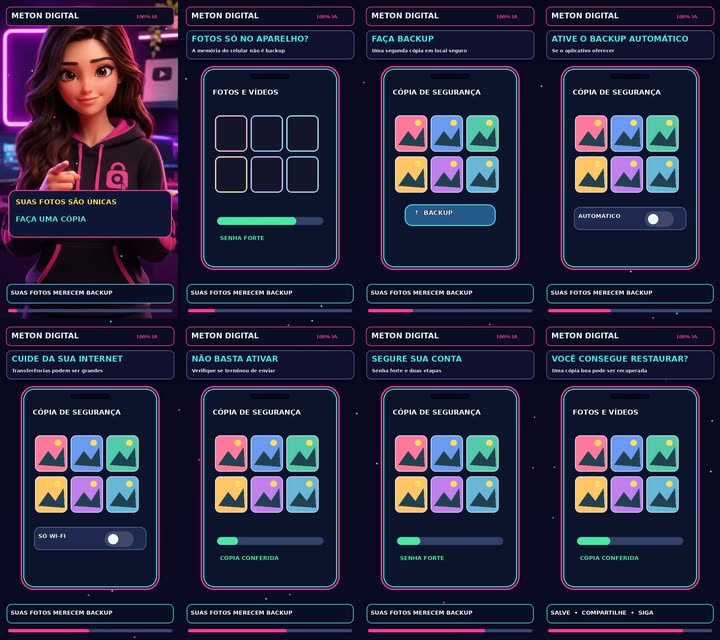 METON DIGITAL 100% IA
SUAS FOTOS SÃO ÚNICAS
FAÇA UMA CÓPIA
SUAS FOTOS MERECEM BACKUP
METON DIGITAL 100% IA
FOTOS SÓ NO APARELHO?
A memória do celular não é backup
FOTOS E VÍDEOS
SENHA FORTE
SUAS FOTOS MERECEM BACKUP
METON DIGITAL 100% IA
FAÇA BACKUP
Uma segunda cópia em local seguro
CÓPIA DE SEGURANÇA
↑ BACKUP
SUAS FOTOS MERECEM BACKUP
METON DIGITAL 100% IA
ATIVE O BACKUP AUTOMÁTICO
Se o aplicativo oferecer
CÓPIA DE SEGURANÇA
AUTOMÁTICO
SUAS FOTOS MERECEM BACKUP
METON DIGITAL 100% IA
CUIDE DA SUA INTERNET
Transferências podem ser grandes
CÓPIA DE SEGURANÇA
SÓ WI-FI
SUAS FOTOS MERECEM BACKUP
METON DIGITAL 100% IA
NÃO BASTA ATIVAR
Verifique se terminou de enviar
CÓPIA DE SEGURANÇA
CÓPIA CONFERIDA
SUAS FOTOS MERECEM BACKUP
METON DIGITAL 100% IA
SEGURE SUA CONTA
Senha forte e duas etapas
CÓPIA DE SEGURANÇA
SENHA FORTE
SUAS FOTOS MERECEM BACKUP
METON DIGITAL 100% IA
VOCÊ CONSEGUE RESTAURAR?
Uma cópia boa pode ser recuperada
FOTOS E VÍDEOS
CÓPIA CONFERIDA
SALVE • COMPARTILHE • SIGA